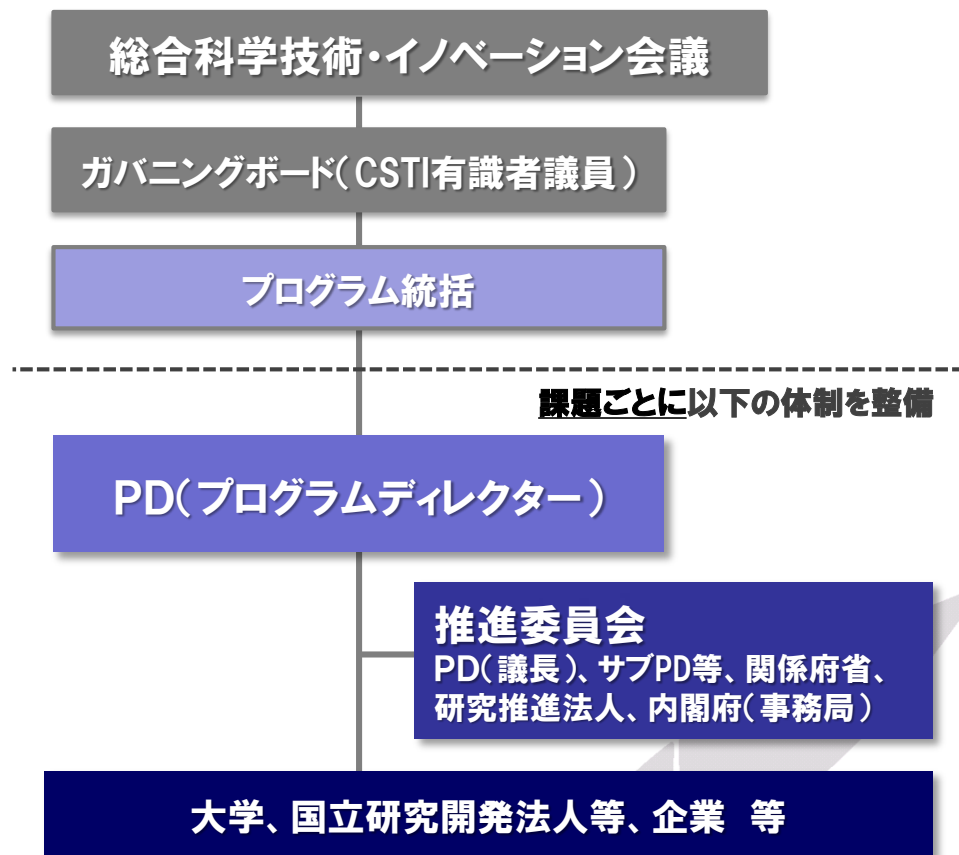 総合科学技術・イノベーション会議
ガバニングボード(CSTI有識者議員)
プログラム統括
課題ごとに以下の体制を整備
PD(プログラムディレクター)
推進委員会
PD(議長)、サブPD等、関係府省、
研究推進法人、内閣府(事務局)
大学、国立研究開発法人等、企業 等